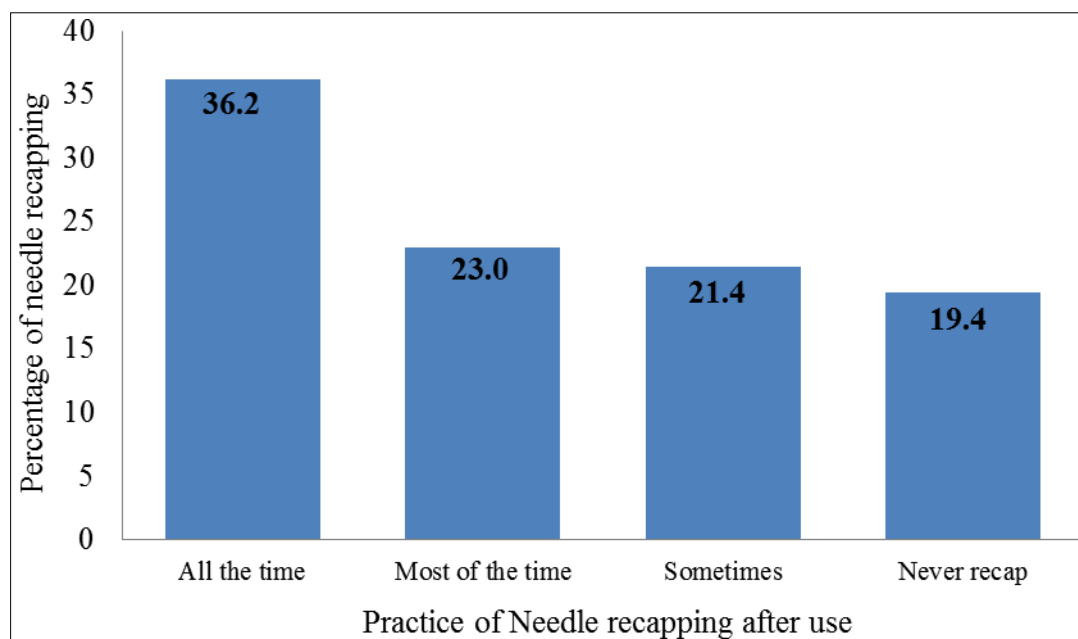 Percentage of needle recapping
40
35
30
25
20
15
10
5
0
36.2
23.0
21.4
19.4
All the time
Most of the time
Sometimes
Never recap
Practice of Needle recapping after use